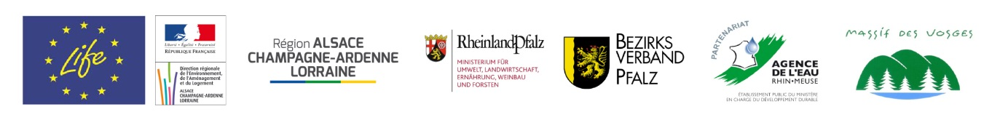 Life
Liberté • Égalité • Fraternité
RÉPUBLIQUE FRANÇAISE
Direction régionale
de l'Environnement,
de l'Aménagement
et du Logement
ALSACE
CHAMPAGNE-ARDENNE
LORRAINE
Région ALSACE
CHAMPAGNE-ARDENNE
LORRAINE
RheinlandPfalz
MINISTERIUM FÜR
UMWELT, LANDWIRTSCHAFT,
ERNÄHRUNG, WEINBAU
UND FORSTEN
BEZIRKS
VERBAND
PFALZ
PARTENARIAT
AGENCE
DE L'EAU
RHIN•MEUSE
ÉTABLISSEMENT PUBLIC DU MINISTÈRE
EN CHARGE DU DÉVELOPPEMENT DURABLE
MASSIF DES VOSGES